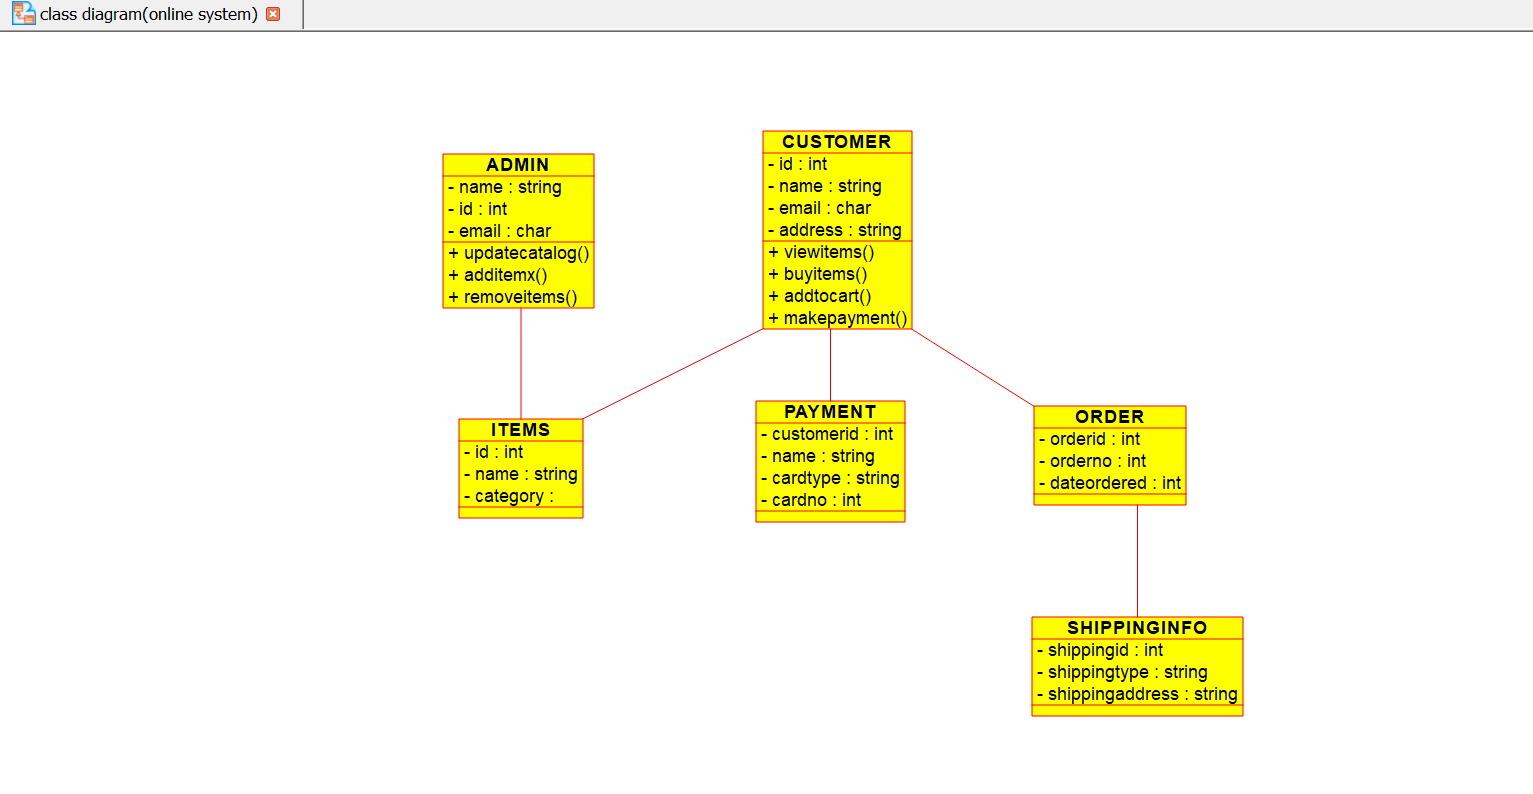 class diagram(online system)
ADMIN
- name : string
- id : int
- email : char
+ updatecatalog()
+ additemx()
+ removeitems()
CUSTOMER
- id : int
- name : string
- email : char
- address : string
+ viewitems()
+ buyitems()
+ addtocart()
+ makepayment()
ITEMS
- id : int
- name : string
- category :
PAYMENT
- customerid : int
- name : string
- cardtype : string
- cardno : int
ORDER
- orderid : int
- orderno : int
- dateordered : int
SHIPPINGINFO
- shippingid : int
- shippingtype : string
- shippingaddress : string